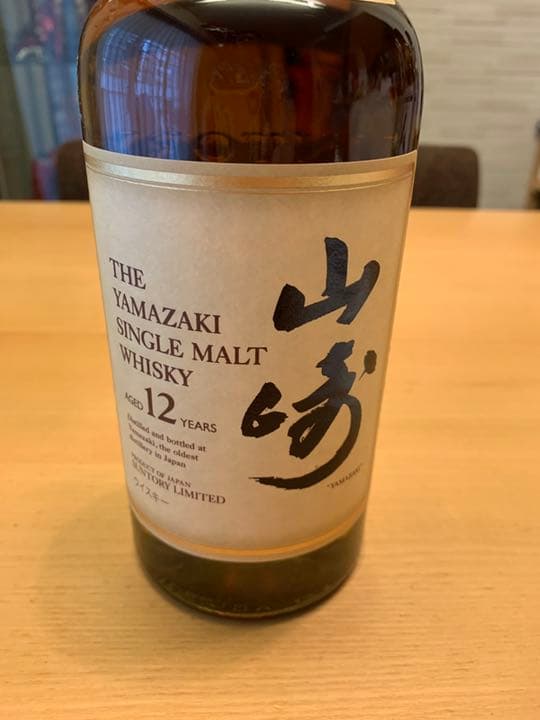 THE
YAMAZAKI
SINGLE MALT
WHISKY
AGED 12 YEARS
Distilled and bottled at
Yamazaki, the oldest
distillery in Japan
PRODUCT OF JAPAN
SUNTORY LIMITED
ウイスキー
山崎
"YAMAZAKI"